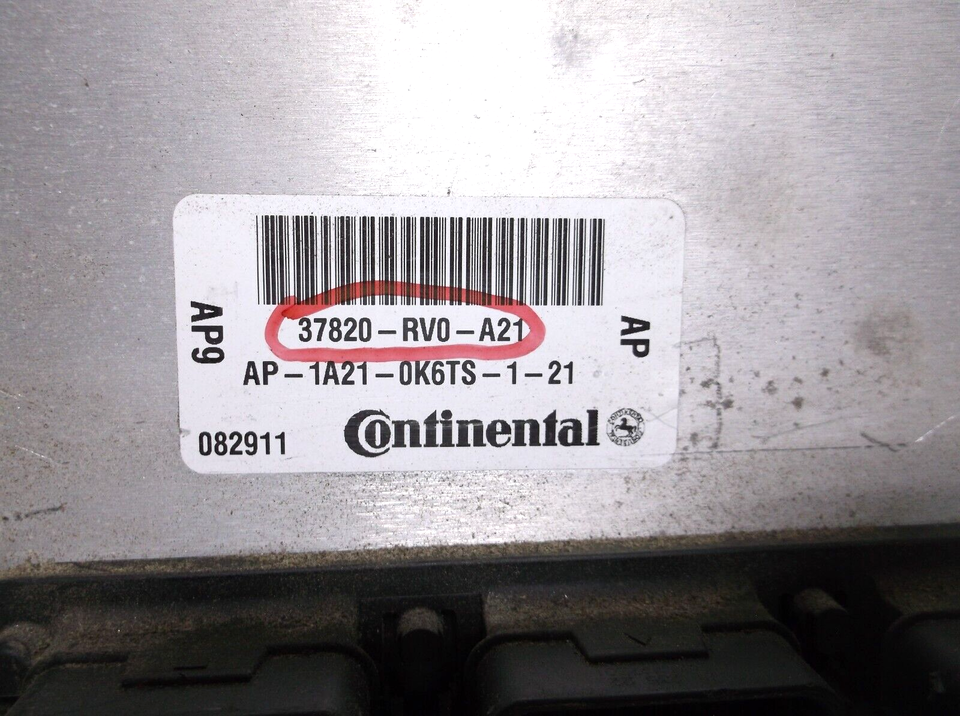 37820-RV0-A21
AP-1A21-0K6TS-1-21
AP9
AP
082911
Continental